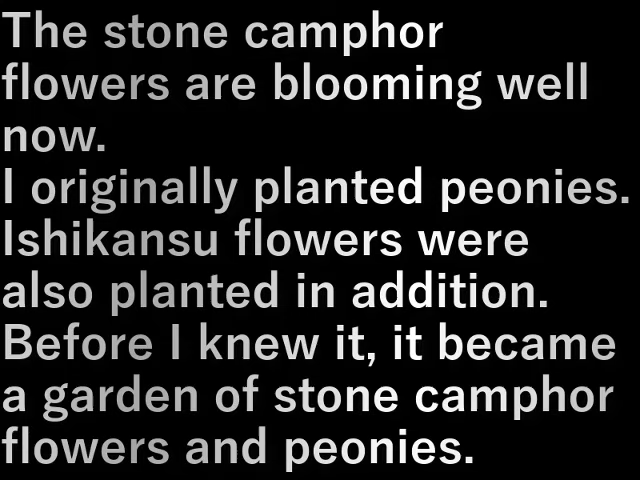 The stone camphor
flowers are blooming well
now.
I originally planted peonies.
Ishikansu flowers were
also planted in addition.
Before I knew it, it became
a garden of stone camphor
flowers and peonies.